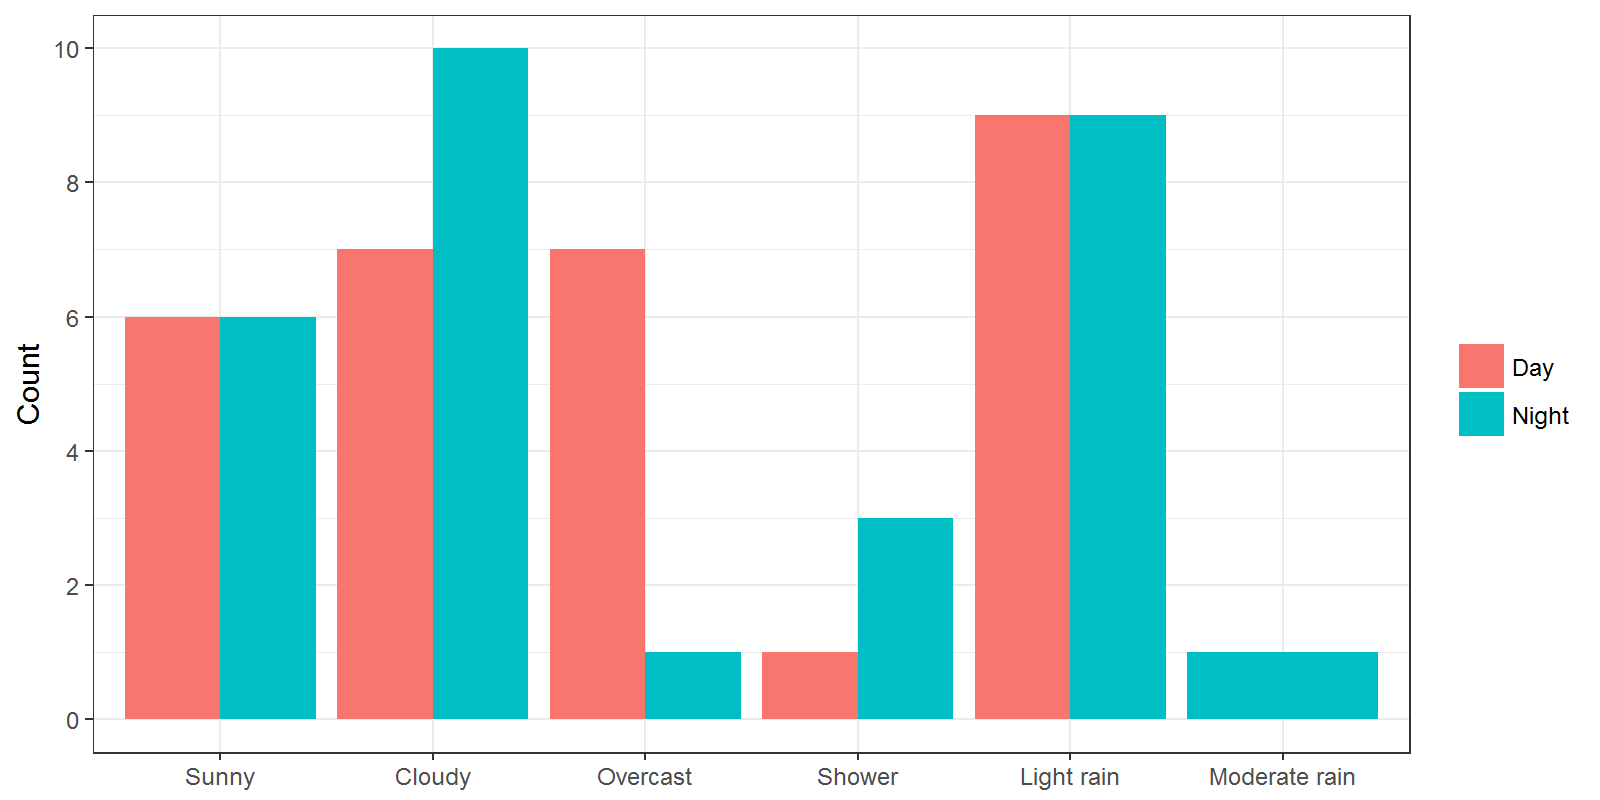 Count
10
8
6
4
2
0
Sunny
Cloudy
Overcast
Shower
Light rain
Moderate rain
Day
Night